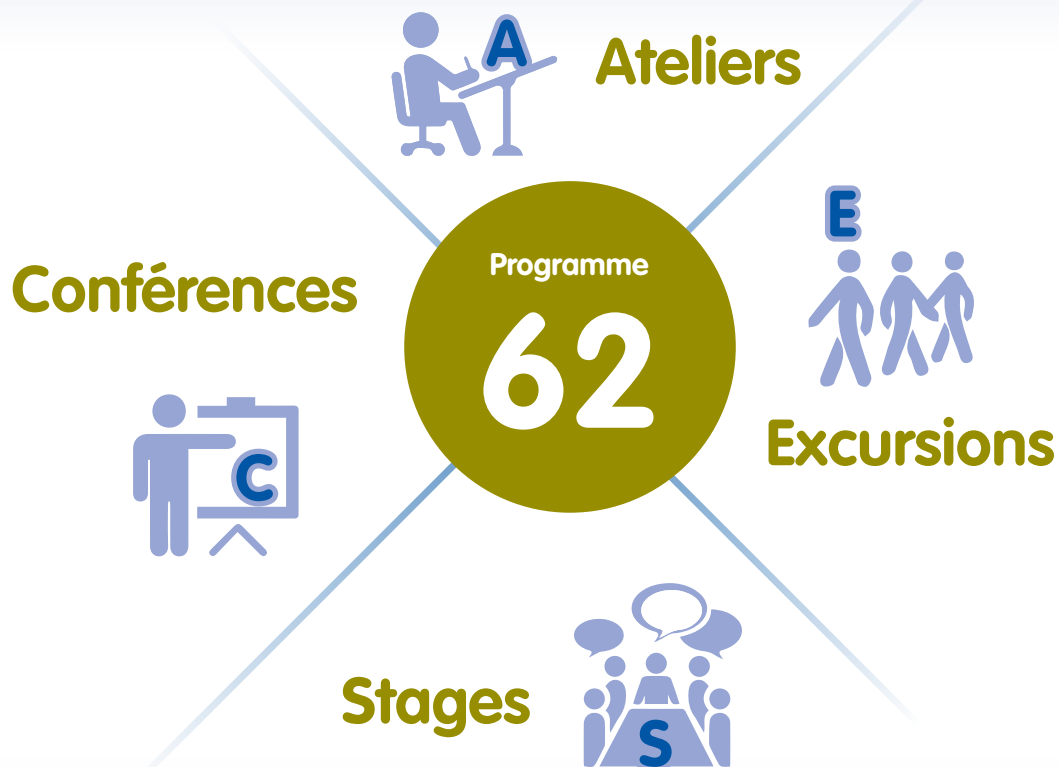 A
Ateliers
E
Programme
62
Conférences
Excursions
C
Stages
S